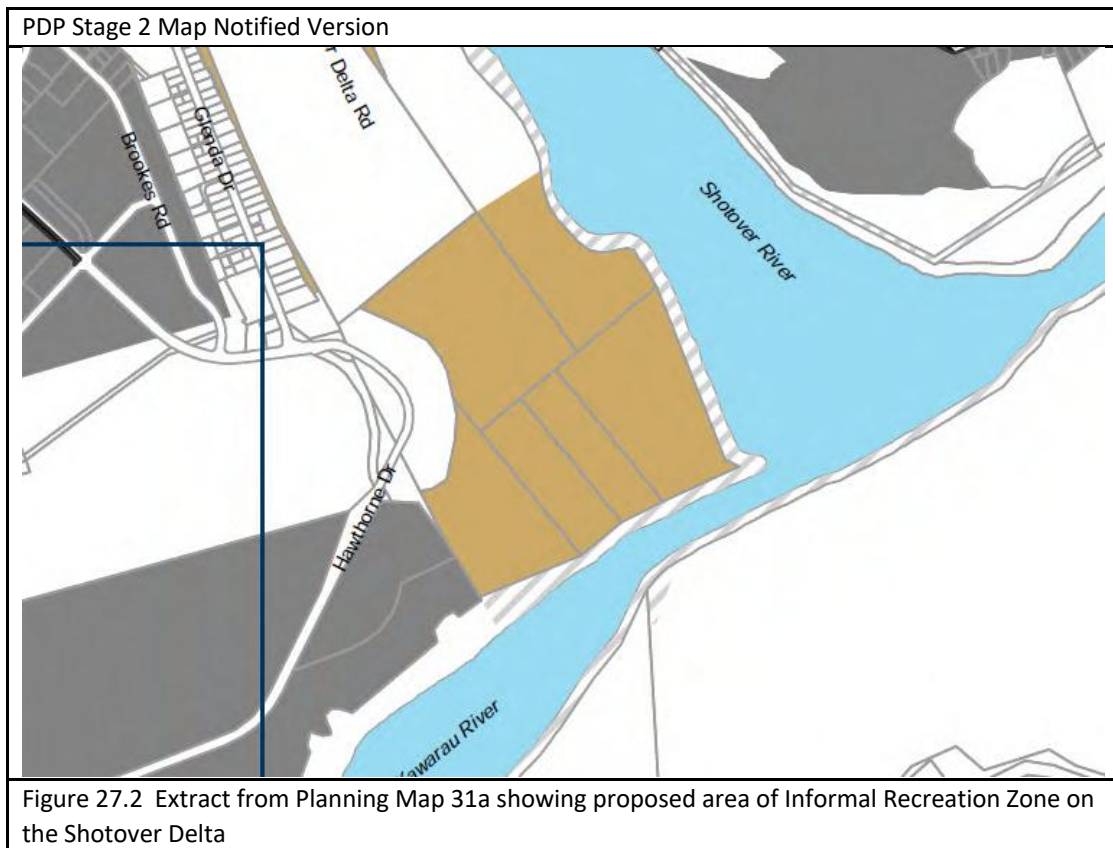 PDP Stage 2 Map Notified Version
r Delta Rd
Glenda Dr
Brookes Rd
Shotover River
Hawthorne Dr
Kawarau River
Figure 27.2 Extract from Planning Map 31a showing proposed area of Informal Recreation Zone on
the Shotover Delta